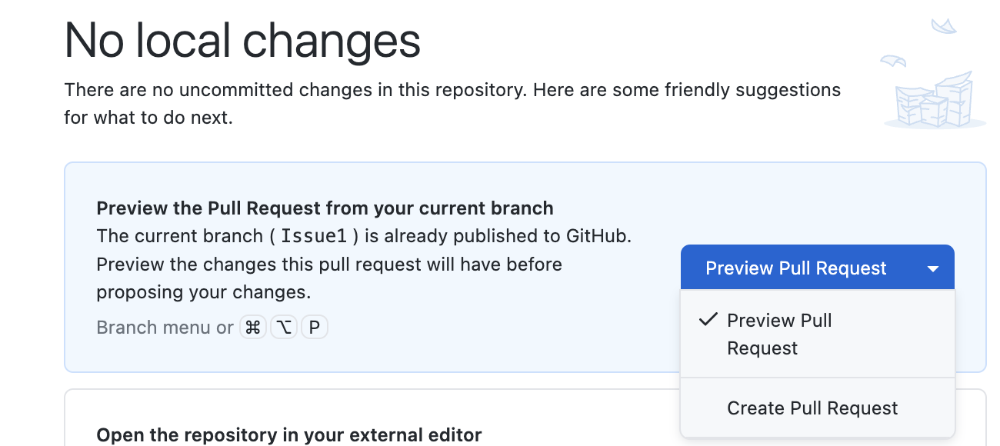 No local changes
There are no uncommitted changes in this repository. Here are some friendly suggestions
for what to do next.
Preview the Pull Request from your current branch
The current branch ( Issue1 ) is already published to GitHub.
Preview the changes this pull request will have before
proposing your changes.
Branch menu or ⌘ ⌥ P
Preview Pull Request
Preview Pull
Request
Create Pull Request
Open the repository in your external editor